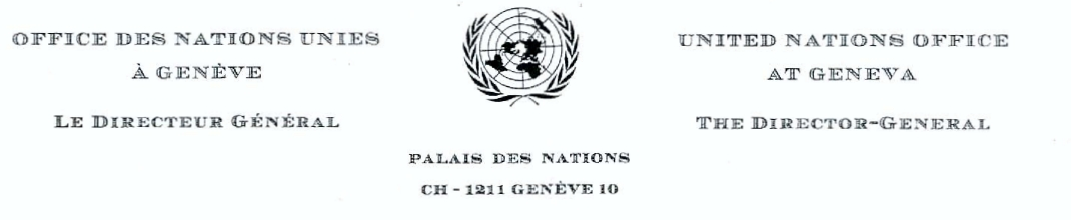 OFFICE DES NATIONS UNIES
À GENÈVE
LE DIRECTEUR GÉNÉRAL
UNITED NATIONS OFFICE
AT GENEVA
THE DIRECTOR-GENERAL
PALAIS DES NATIONS
CH - 1211 GENÈVE 10